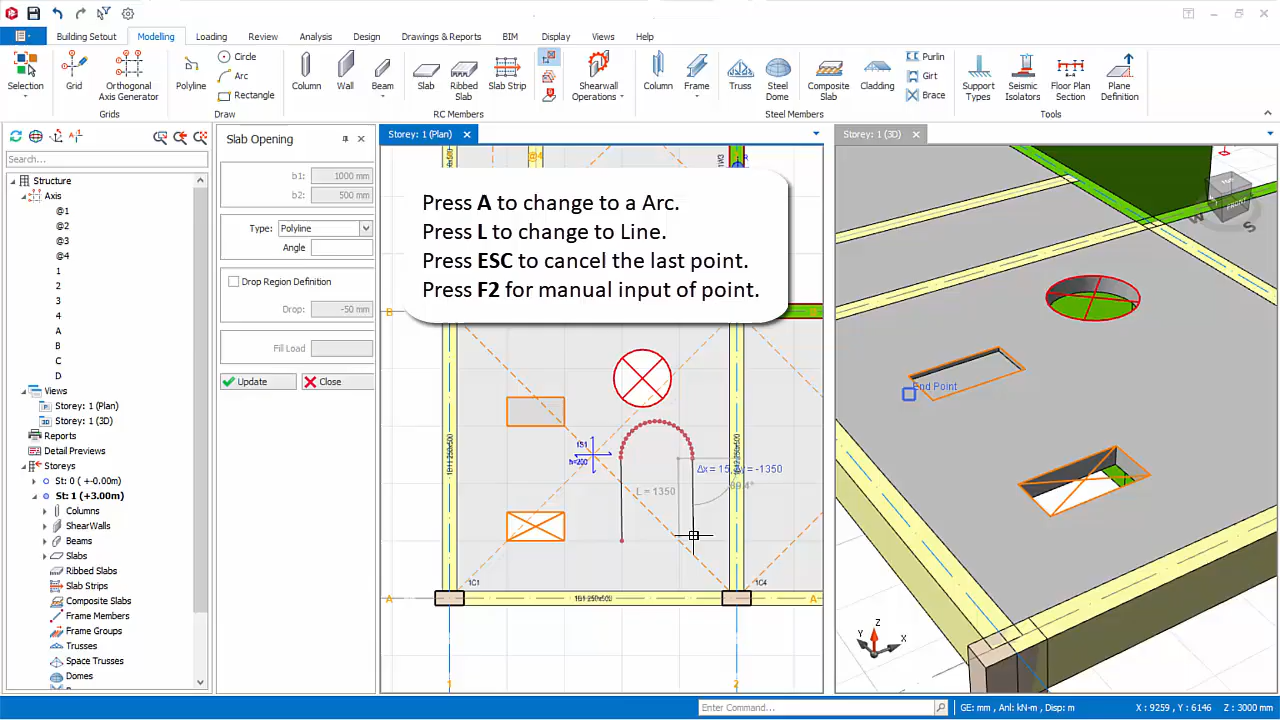 Building Setout
Modelling
Loading
Review
Analysis
Design
Drawings & Reports
BIM
Display
Views
Help
Selection
Grid
Orthogonal
Axis Generator
Grids
Polyline
Circle
Arc
Rectangle
Draw
Column
Wall
Beam
Slab
Ribbed
Slab
Slab Strip
RC Members
Shearwall
Operations
Column
Frame
Truss
Steel
Dome
Composite
Slab
Cladding
Purlin
Girt
Brace
Steel Members
Support
Types
Seismic
Isolators
Floor Plan
Section
Plane
Definition
Tools
Search...
Structure
Axis
@1
@2
@3
@4
1
2
3
4
A
B
C
D
Views
Storey: 1 (Plan)
Storey: 1 (3D)
Reports
Detail Previews
Storeys
St: 0 ( +-0.00m)
St: 1 (+3.00m)
Columns
ShearWalls
Beams
Slabs
Ribbed Slabs
Slab Strips
Composite Slabs
Frame Members
Frame Groups
Trusses
Space Trusses
Domes
Slab Opening
b1: 1000 mm
b2: 500 mm
Type: Polyline
Angle
Drop Region Definition
Drop: -50 mm
Fill Load
Update
Close
Storey: 1 (Plan)
Press A to change to a Arc.
Press L to change to Line.
Press ESC to cancel the last point.
Press F2 for manual input of point.
B
1S1
h=200
L = 1350
89.4°
1C1
1C4
A
1B1 250x500
A
1
2
Storey: 1 (3D)
FRONT
W
S
End Point
Z
Y
X
Enter Command...
GE: mm , Anl: kN-m , Disp: m
X : 9259 , Y : 6146
Z : 3000 mm